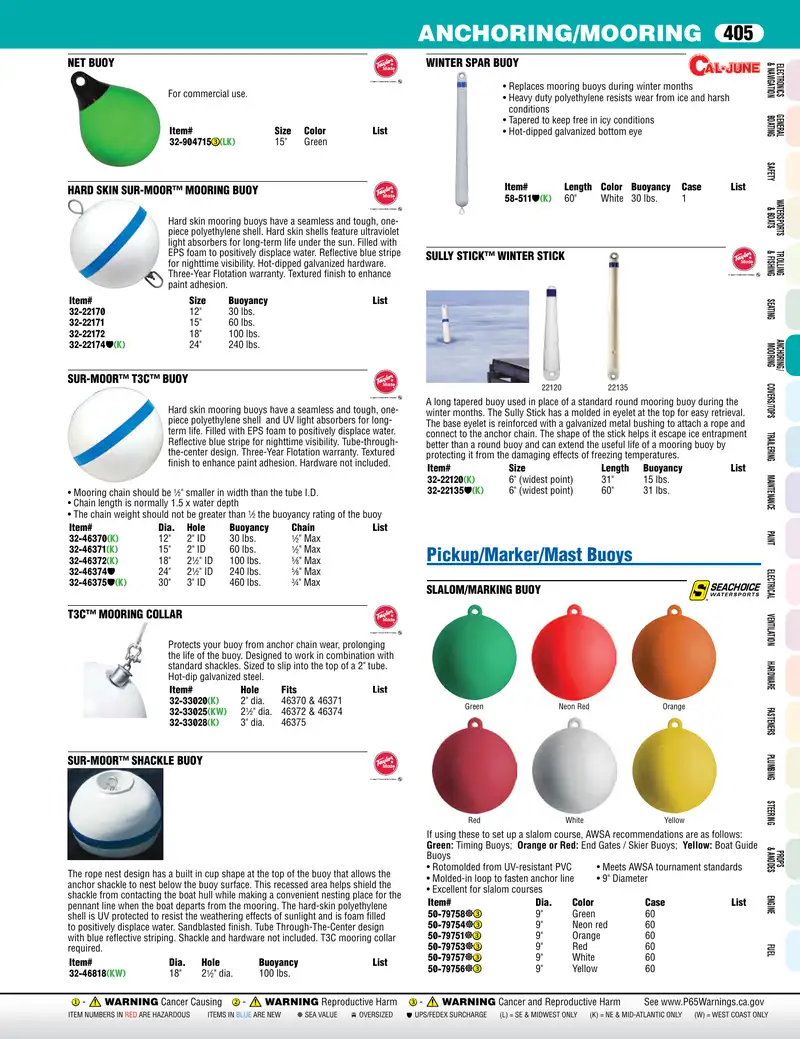 ANCHORING/MOORING 405
NET BUOY
Taylor Made
For commercial use.
Item# Size Color List
32-904715③(LK) 15" Green
HARD SKIN SUR-MOOR™ MOORING BUOY
Taylor Made
Hard skin mooring buoys have a seamless and tough, one-
piece polyethylene shell. Hard skin shells feature ultraviolet
light absorbers for long-term life under the sun. Filled with
EPS foam to positively displace water. Reflective blue stripe
for nighttime visibility. Hot-dipped galvanized hardware.
Three-Year Flotation warranty. Textured finish to enhance
paint adhesion.
Item# Size Buoyancy List
32-22170 12" 30 lbs.
32-22171 15" 60 lbs.
32-22172 18" 100 lbs.
32-22174(K) 24" 240 lbs.
SUR-MOOR™ T3C™ BUOY
Taylor Made
Hard skin mooring buoys have a seamless and tough, one-
piece polyethylene shell and UV light absorbers for long-
term life. Filled with EPS foam to positively displace water.
Reflective blue stripe for nighttime visibility. Tube-through-
the-center design. Three-Year Flotation warranty. Textured
finish to enhance paint adhesion. Hardware not included.
• Mooring chain should be ½" smaller in width than the tube I.D.
• Chain length is normally 1.5 x water depth
• The chain weight should not be greater than ½ the buoyancy rating of the buoy
Item# Dia. Hole Buoyancy Chain List
32-46370(K) 12" 2" ID 30 lbs. ½" Max
32-46371(K) 15" 2" ID 60 lbs. ½" Max
32-46372(K) 18" 2½" ID 100 lbs. ⅝" Max
32-46374 24" 2½" ID 240 lbs. ⅝" Max
32-46375(K) 30" 3" ID 460 lbs. ¾" Max
T3C™ MOORING COLLAR
Taylor Made
Protects your buoy from anchor chain wear, prolonging
the life of the buoy. Designed to work in combination with
standard shackles. Sized to slip into the top of a 2" tube.
Hot-dip galvanized steel.
Item# Hole Fits List
32-33020(K) 2" dia. 46370 & 46371
32-33025(KW) 2½" dia. 46372 & 46374
32-33028(K) 3" dia. 46375
SUR-MOOR™ SHACKLE BUOY
Taylor Made
The rope nest design has a built in cup shape at the top of the buoy that allows the
anchor shackle to nest below the buoy surface. This recessed area helps shield the
shackle from contacting the boat hull while making a convenient nesting place for the
pennant line when the boat departs from the mooring. The hard-skin polyethylene
shell is UV protected to resist the weathering effects of sunlight and is foam filled
to positively displace water. Sandblasted finish. Tube Through-The-Center design
with blue reflective striping. Shackle and hardware not included. T3C mooring collar
required.
Item# Dia. Hole Buoyancy List
32-46818(KW) 18" 2½" dia. 100 lbs.
WINTER SPAR BUOY
CAL-JUNE
• Replaces mooring buoys during winter months
• Heavy duty polyethylene resists wear from ice and harsh
conditions
• Tapered to keep free in icy conditions
• Hot-dipped galvanized bottom eye
Item# Length Color Buoyancy Case List
58-511(K) 60" White 30 lbs. 1
SULLY STICK™ WINTER STICK
Taylor Made
22120 22135
A long tapered buoy used in place of a standard round mooring buoy during the
winter months. The Sully Stick has a molded in eyelet at the top for easy retrieval.
The base eyelet is reinforced with a galvanized metal bushing to attach a rope and
connect to the anchor chain. The shape of the stick helps it escape ice entrapment
better than a round buoy and can extend the useful life of a mooring buoy by
protecting it from the damaging effects of freezing temperatures.
Item# Size Length Buoyancy List
32-22120(K) 6" (widest point) 31" 15 lbs.
32-22135(K) 6" (widest point) 60" 31 lbs.
Pickup/Marker/Mast Buoys
SLALOM/MARKING BUOY
SEACHOICE
WATERSPORTS
Green Neon Red Orange
Red White Yellow
If using these to set up a slalom course, AWSA recommendations are as follows:
Green: Timing Buoys; Orange or Red: End Gates / Skier Buoys; Yellow: Boat Guide
Buoys
• Rotomolded from UV-resistant PVC • Meets AWSA tournament standards
• Molded-in loop to fasten anchor line • 9" Diameter
• Excellent for slalom courses
Item# Dia. Color Case List
50-79758③ 9" Green 60
50-79754③ 9" Neon red 60
50-79751③ 9" Orange 60
50-79753③ 9" Red 60
50-79757③ 9" White 60
50-79756③ 9" Yellow 60
ELECTRONICS
& NAVIGATION
GENERAL
BOATING
SAFETY
WATERSPORTS
& BOATS
TROLLING
& FISHING
SEATING
ANCHORING/
MOORING
COVERS/TOPS
TRAILERING
MAINTENANCE
PAINT
ELECTRICAL
VENTILATION
HARDWARE
FASTENERS
PLUMBING
STEERING
PROPS
& ANODES
ENGINE
FUEL
① - WARNING Cancer Causing ② - WARNING Reproductive Harm ③ - WARNING Cancer and Reproductive Harm See www.P65Warnings.ca.gov
ITEM NUMBERS IN RED ARE HAZARDOUS ITEMS IN BLUE ARE NEW SEA VALUE OVERSIZED UPS/FEDEX SURCHARGE (L) = SE & MIDWEST ONLY (K) = NE & MID-ATLANTIC ONLY (W) = WEST COAST ONLY